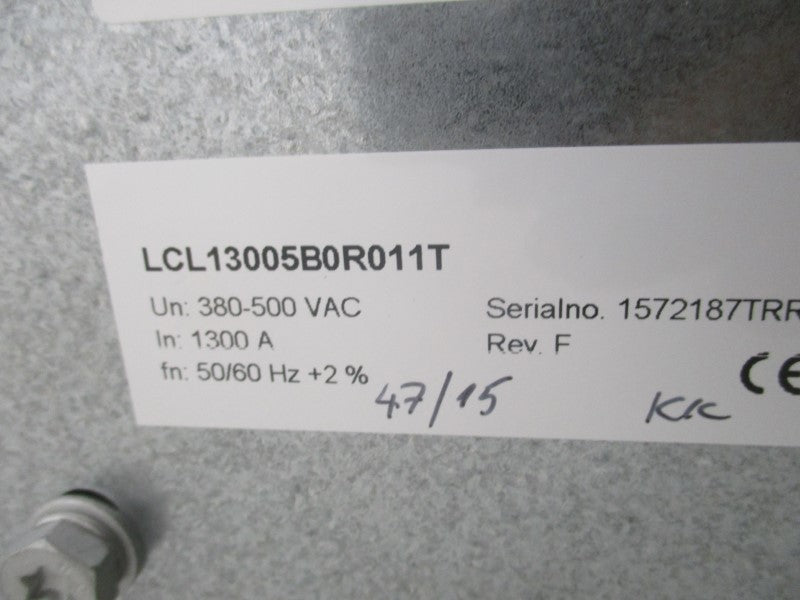 LCL13005B0R011T
Un: 380-500 VAC
In: 1300 A
fn: 50/60 Hz +2 %
Serialno. 1572187TRR
Rev. F
CE
47/15
KK